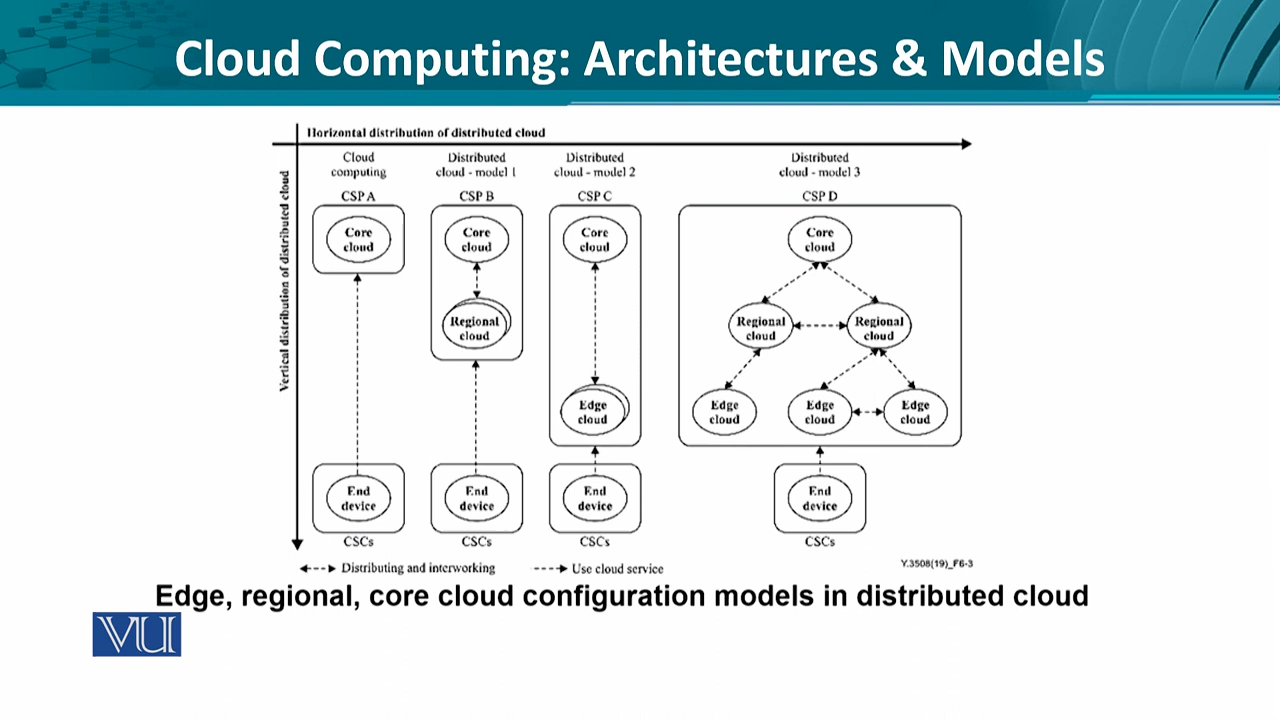 Cloud Computing: Architectures & Models
Horizontal distribution of distributed cloud
Vertical distribution of distributed cloud
Cloud
computing
Distributed
cloud - model 1
Distributed
cloud - model 2
Distributed
cloud - model 3
CSP A
CSP B
CSP C
CSP D
Core
cloud
Core
cloud
Core
cloud
Core
cloud
Regional
cloud
Regional
cloud
Regional
cloud
Edge
cloud
Edge
cloud
Edge
cloud
Edge
cloud
End
device
End
device
End
device
End
device
CSCs
CSCs
CSCs
CSCs
Distributing and interworking
Use cloud service
Y.3508(19)_F6-3
Edge, regional, core cloud configuration models in distributed cloud
VU